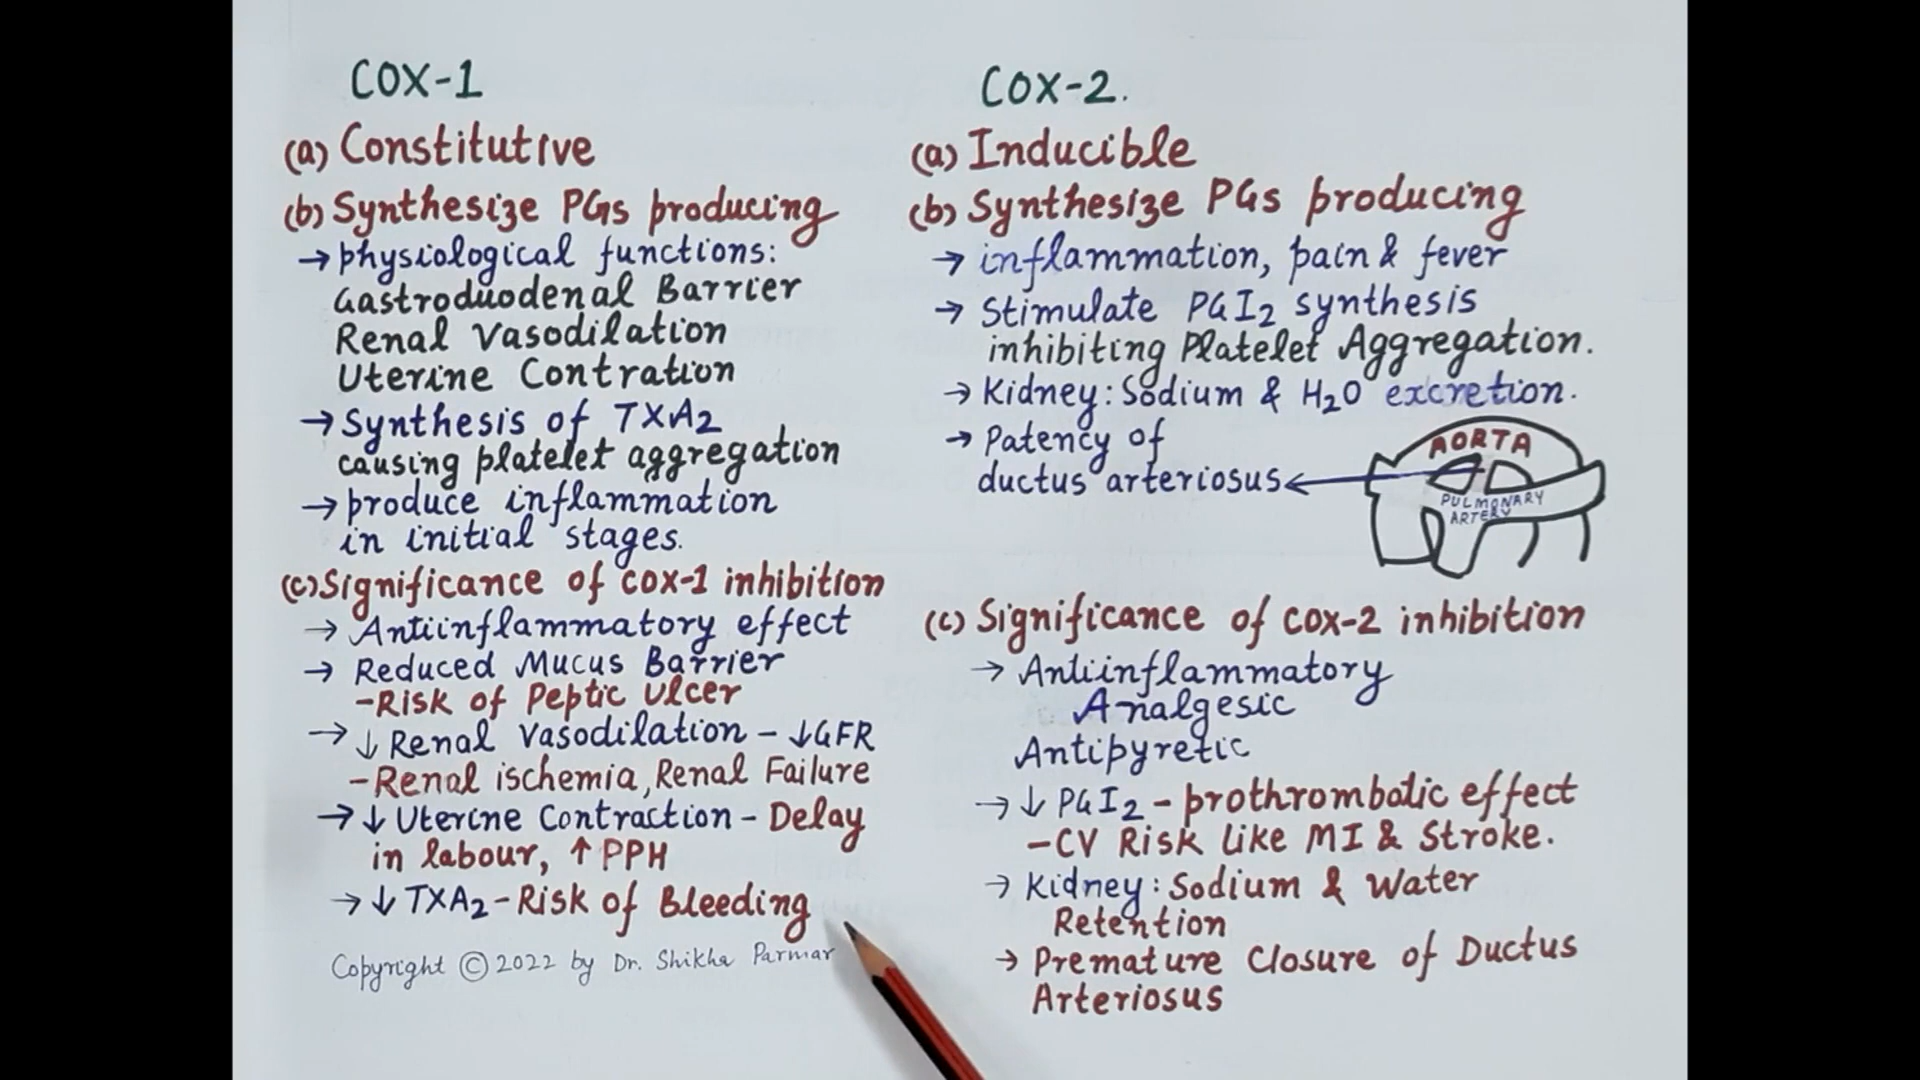 COX-1
(a) Constitutive
(b) Synthesize PGs producing
→ physiological functions:
Gastroduodenal Barrier
Renal Vasodilation
Uterine Contration
→ Synthesis of TXA2
causing platelet aggregation
→ produce inflammation
in initial stages.
(c) Significance of cox-1 inhibition
→ Antiinflammatory effect
→ Reduced Mucus Barrier
-Risk of Peptic Ulcer
→ ↓ Renal Vasodilation - ↓GFR
-Renal ischemia, Renal Failure
→ ↓ Uterine Contraction - Delay
in labour, ↑ PPH
→ ↓ TXA2 - Risk of Bleeding
Copyright © 2022 by Dr. Shikha Parmar
COX-2.
(a) Inducible
(b) Synthesize PGs producing
→ inflammation, pain & fever
→ Stimulate PGI2 synthesis
inhibiting Platelet Aggregation.
→ Kidney: Sodium & H2O excretion.
→ Patency of
ductus arteriosus
AORTA
PULMONARY
ARTERY
(c) Significance of cox-2 inhibition
→ Antiinflammatory
Analgesic
Antipyretic
→ ↓ PGI2 - prothrombotic effect
-CV Risk like MI & Stroke.
→ Kidney: Sodium & Water
Retention
→ Premature Closure of Ductus
Arteriosus